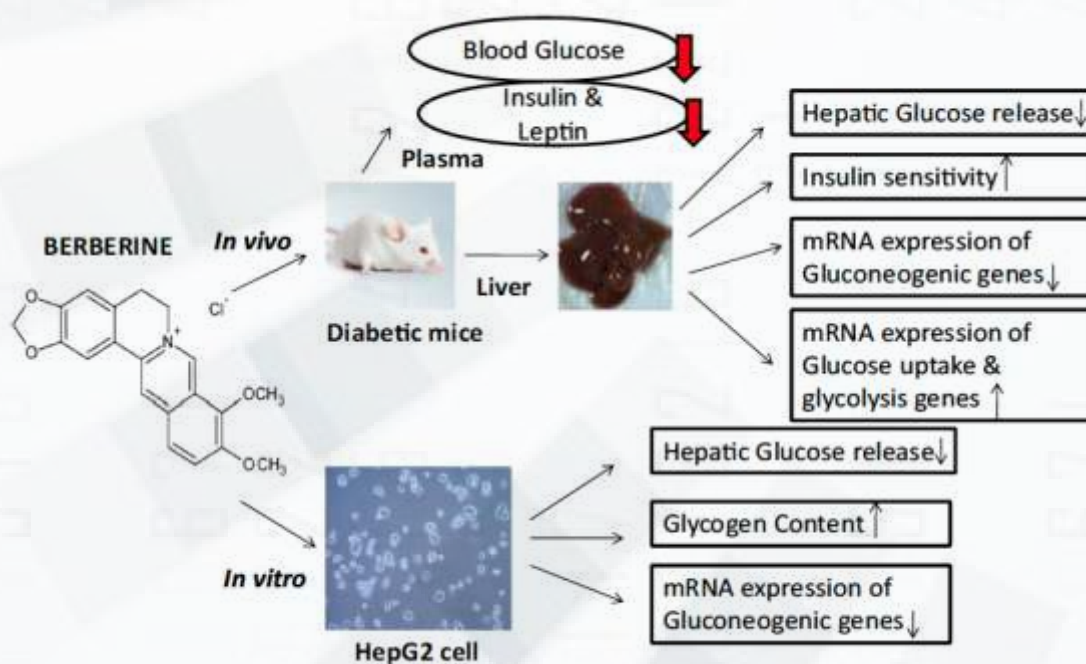 Blood Glucose
Insulin &
Leptin
Plasma
Hepatic Glucose release↓
Insulin sensitivity↑
mRNA expression of
Gluconeogenic genes↓
mRNA expression of
Glucose uptake &
glycolysis genes ↑
BERBERINE
In vivo
Liver
Diabetic mice
Cl⁻
O
O
N⁺
OCH₃
OCH₃
In vitro
HepG2 cell
Hepatic Glucose release↓
Glycogen Content↑
mRNA expression of
Gluconeogenic genes↓